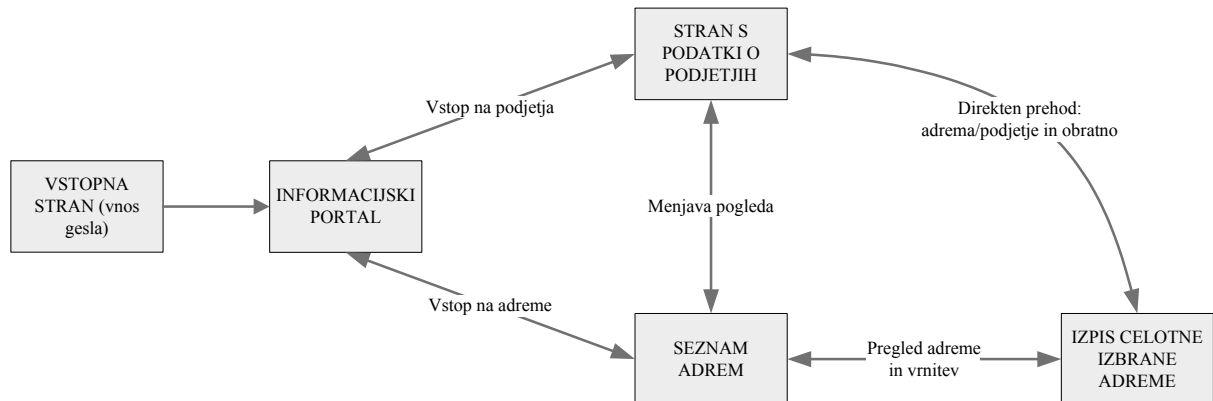 STRAN S
PODATKI O
PODJETJIH
Vstop na podjetja
Direkten prehod:
adrema/podjetje in obratno
VSTOPNA
STRAN (vnos
gesla)
INFORMACIJSKI
PORTAL
Menjava pogleda
Vstop na adreme
SEZNAM
ADREM
Pregled adreme
in vrnitev
IZPIS CELOTNE
IZBRANE
ADREME